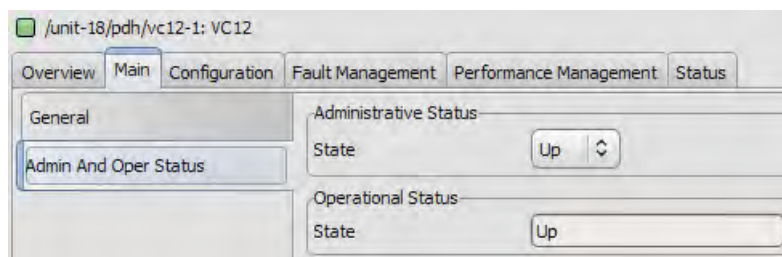 /unit-18/pdh/vc12-1: VC12
Overview Main Configuration Fault Management Performance Management Status
General
Admin And Oper Status
Administrative Status
State Up
Operational Status
State Up